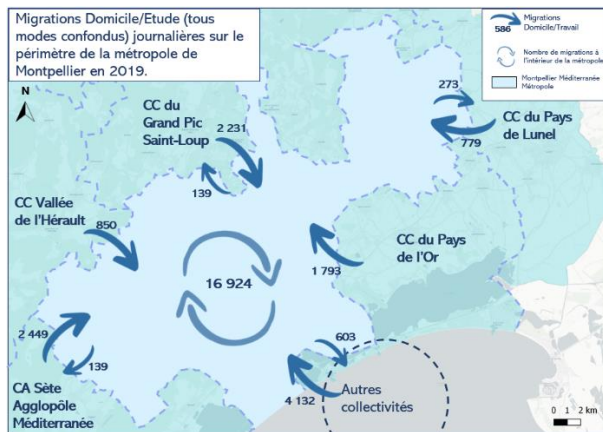 Migrations Domicile/Etude (tous
modes confondus) journalières sur le
périmètre de la métropole de
Montpellier en 2019.
586
Migrations
Domicile/Travail
Nombre de migrations à
l'intérieur de la métropole
Montpellier Méditerranée
Métropole
N
CC du
Grand Pic
Saint-Loup
2 231
139
273
779
CC du Pays
de Lunel
CC Vallée
de l'Hérault
850
16 924
1 793
CC du Pays
de l'Or
2 449
139
CA Sète
Agglopôle
Méditerranée
603
4 132
Autres
collectivités
0 1 2 km